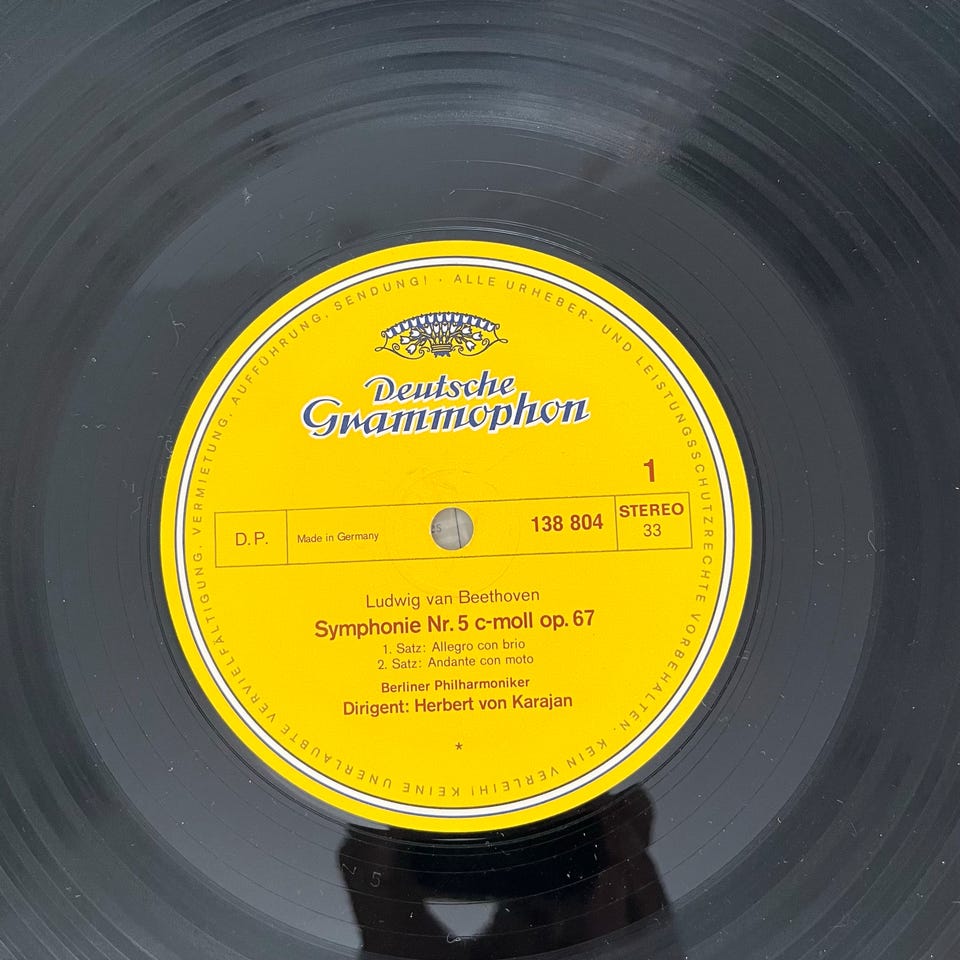 Deutsche
Grammophon
1
D.P.
Made in Germany
138 804
STEREO
33
Ludwig van Beethoven
Symphonie Nr. 5 c-moll op. 67
1. Satz: Allegro con brio
2. Satz: Andante con moto
Berliner Philharmoniker
Dirigent: Herbert von Karajan
*
ALLE URHEBER- UND LEISTUNGSSCHUTZRECHTE VORBEHALTEN. KEIN VERLEIH! KEINE UNERLAUBTE VERVIELFÄLTIGUNG, VERMIETUNG, AUFFÜHRUNG, SENDUNG! ·
5